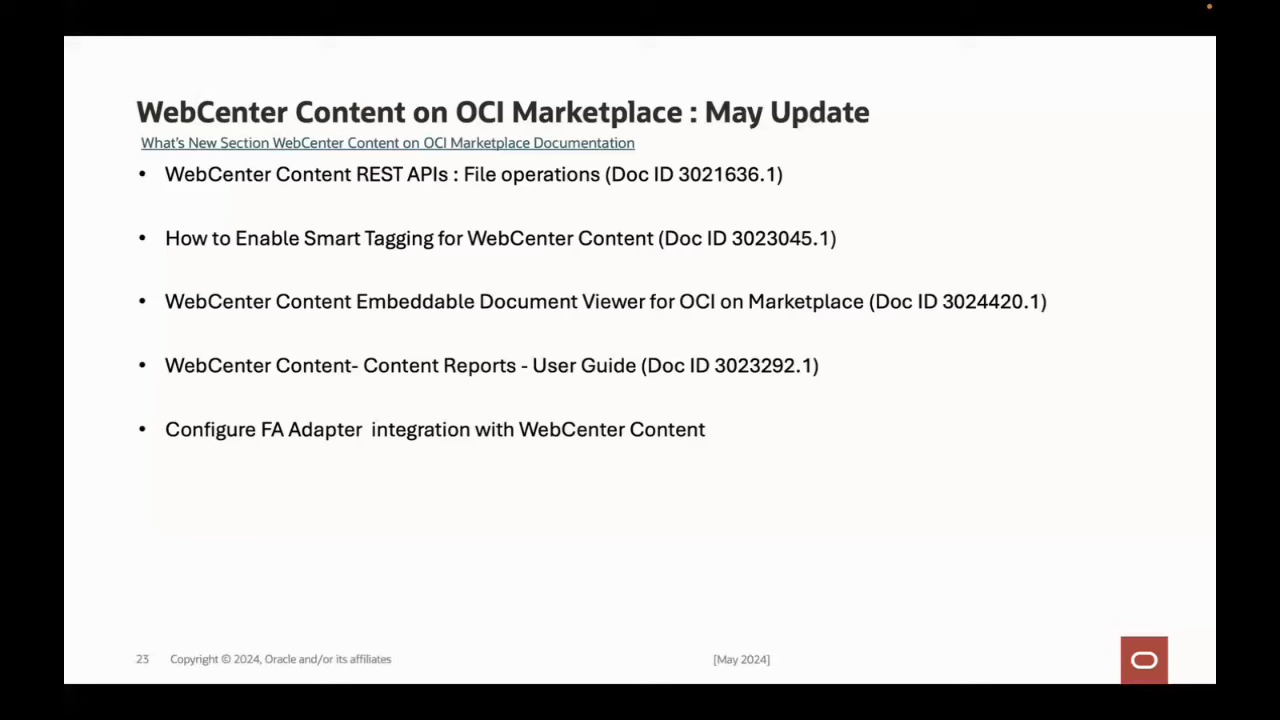 WebCenter Content on OCI Marketplace : May Update
What's New Section WebCenter Content on OCI Marketplace Documentation
• WebCenter Content REST APIs : File operations (Doc ID 3021636.1)
• How to Enable Smart Tagging for WebCenter Content (Doc ID 3023045.1)
• WebCenter Content Embeddable Document Viewer for OCI on Marketplace (Doc ID 3024420.1)
• WebCenter Content- Content Reports - User Guide (Doc ID 3023292.1)
• Configure FA Adapter  integration with WebCenter Content
23 Copyright © 2024, Oracle and/or its affiliates [May 2024]